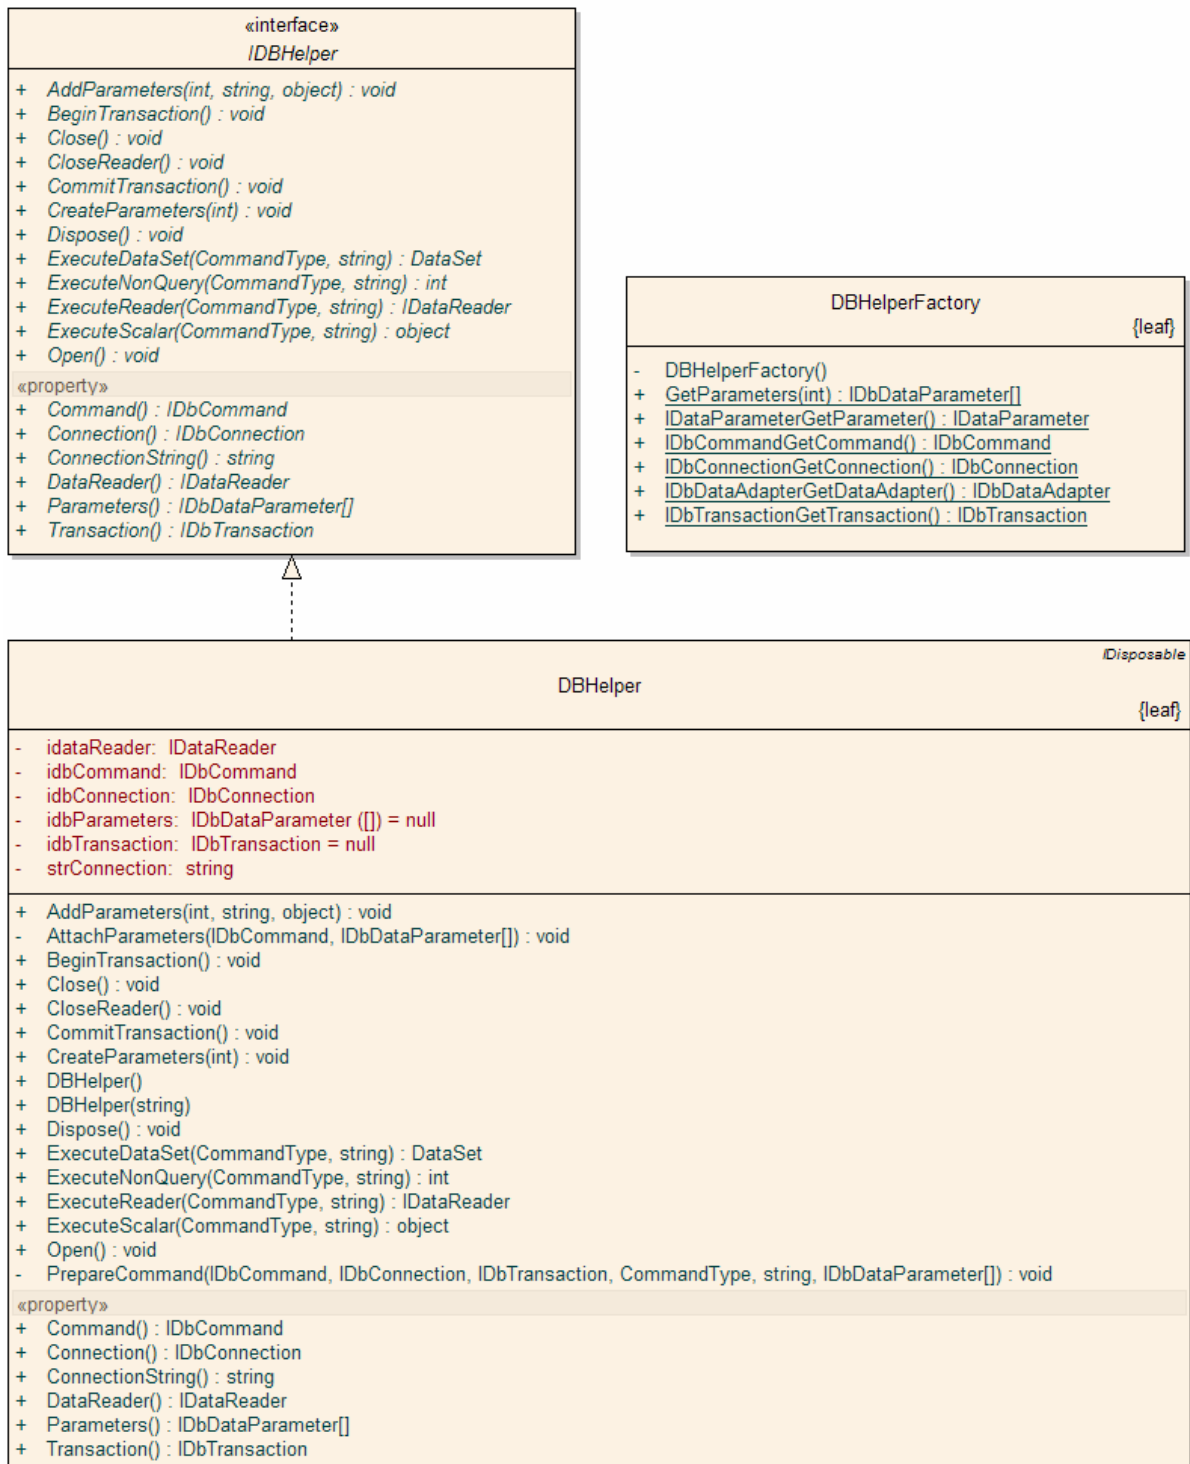 «interface»
IDBHelper
+ AddParameters(int, string, object) : void
+ BeginTransaction() : void
+ Close() : void
+ CloseReader() : void
+ CommitTransaction() : void
+ CreateParameters(int) : void
+ Dispose() : void
+ ExecuteDataSet(CommandType, string) : DataSet
+ ExecuteNonQuery(CommandType, string) : int
+ ExecuteReader(CommandType, string) : IDataReader
+ ExecuteScalar(CommandType, string) : object
+ Open() : void
«property»
+ Command() : IDbCommand
+ Connection() : IDbConnection
+ ConnectionString() : string
+ DataReader() : IDataReader
+ Parameters() : IDbDataParameter[]
+ Transaction() : IDbTransaction
DBHelperFactory
{leaf}
- DBHelperFactory()
+ GetParameters(int) : IDbDataParameter[]
+ IDataParameterGetParameter() : IDataParameter
+ IDbCommandGetCommand() : IDbCommand
+ IDbConnectionGetConnection() : IDbConnection
+ IDbDataAdapterGetDataAdapter() : IDbDataAdapter
+ IDbTransactionGetTransaction() : IDbTransaction
IDisposable
DBHelper
{leaf}
- idataReader: IDataReader
- idbCommand: IDbCommand
- idbConnection: IDbConnection
- idbParameters: IDbDataParameter ([]) = null
- idbTransaction: IDbTransaction = null
- strConnection: string
+ AddParameters(int, string, object) : void
- AttachParameters(IDbCommand, IDbDataParameter[]) : void
+ BeginTransaction() : void
+ Close() : void
+ CloseReader() : void
+ CommitTransaction() : void
+ CreateParameters(int) : void
+ DBHelper()
+ DBHelper(string)
+ Dispose() : void
+ ExecuteDataSet(CommandType, string) : DataSet
+ ExecuteNonQuery(CommandType, string) : int
+ ExecuteReader(CommandType, string) : IDataReader
+ ExecuteScalar(CommandType, string) : object
+ Open() : void
- PrepareCommand(IDbCommand, IDbConnection, IDbTransaction, CommandType, string, IDbDataParameter[]) : void
«property»
+ Command() : IDbCommand
+ Connection() : IDbConnection
+ ConnectionString() : string
+ DataReader() : IDataReader
+ Parameters() : IDbDataParameter[]
+ Transaction() : IDbTransaction